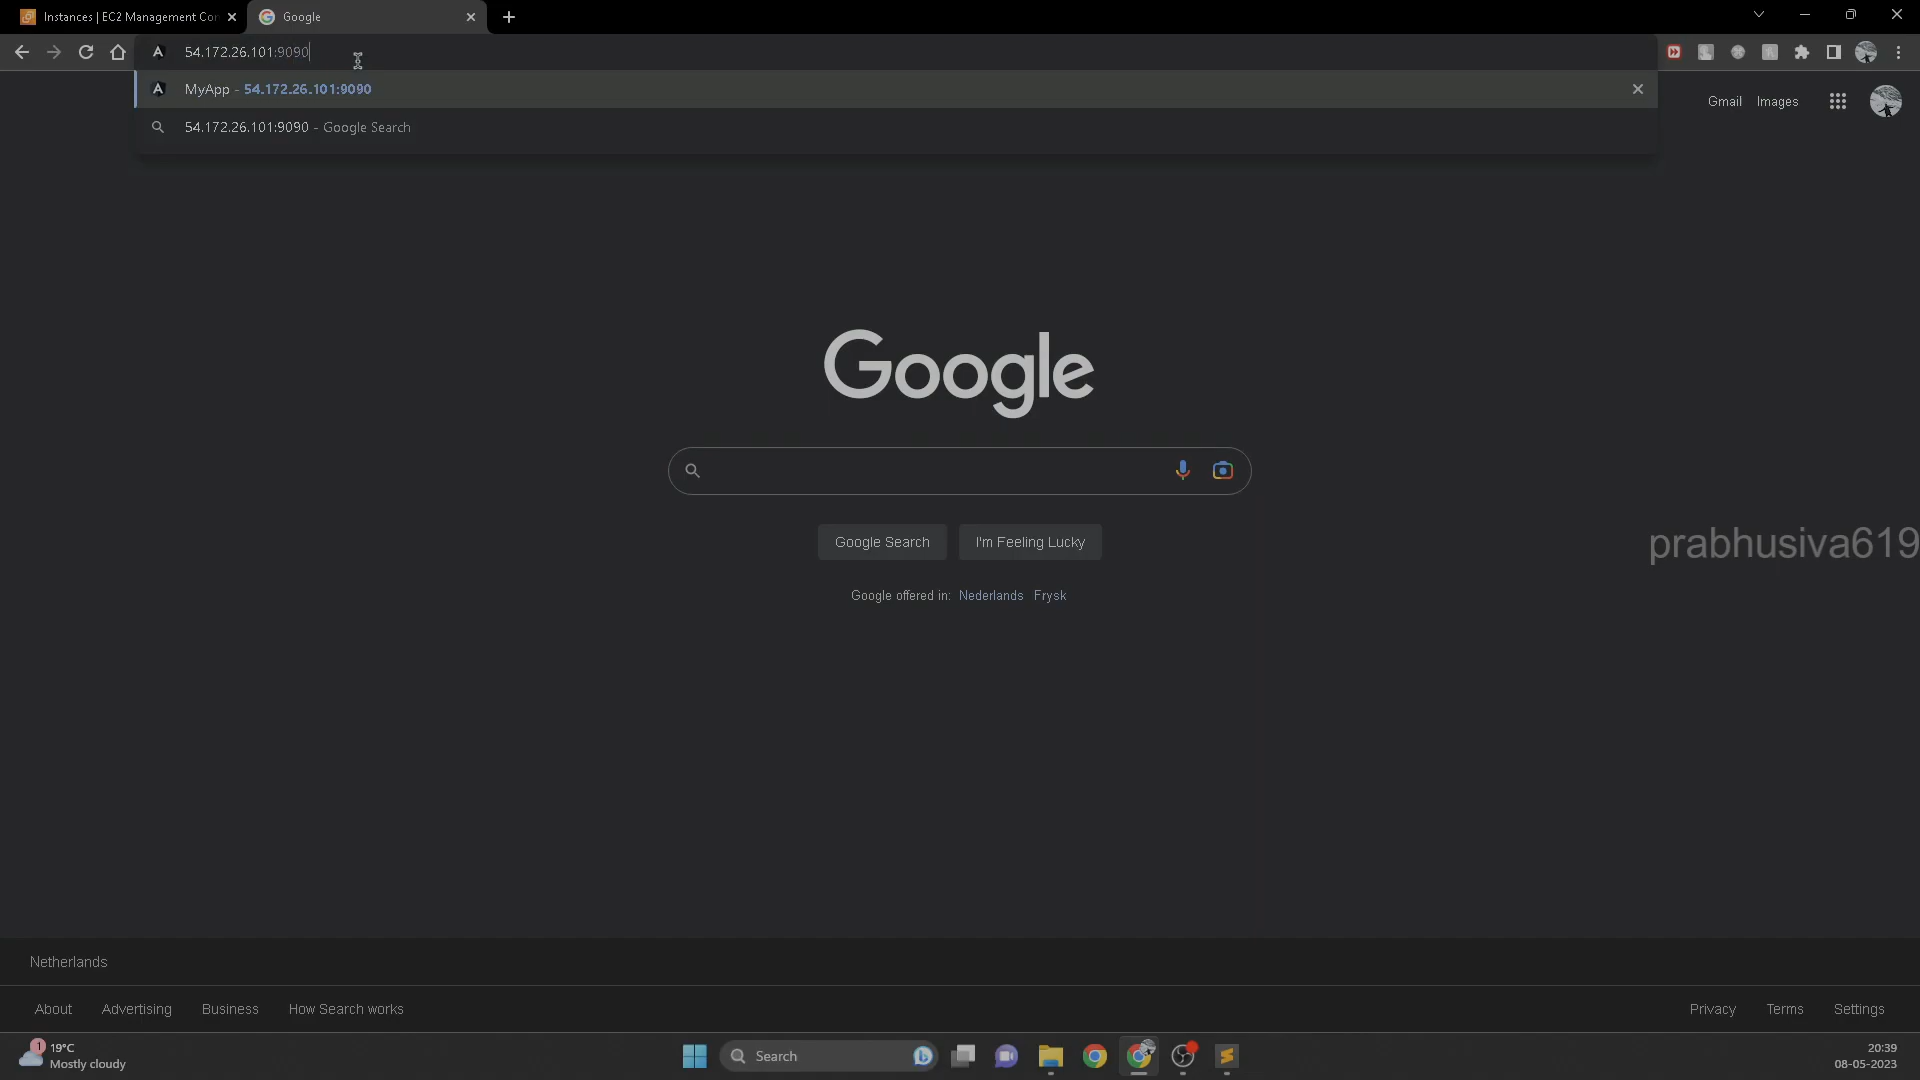 Instances | EC2 Management Con
Google
54.172.26.101:9090
MyApp - 54.172.26.101:9090
54.172.26.101:9090 - Google Search
Gmail Images
Google
Google Search I'm Feeling Lucky
prabhusiva619
Google offered in: Nederlands Frysk
Netherlands
About Advertising Business How Search works
Privacy Terms Settings
1
19°C
Mostly cloudy
Search
20:39
08-05-2023